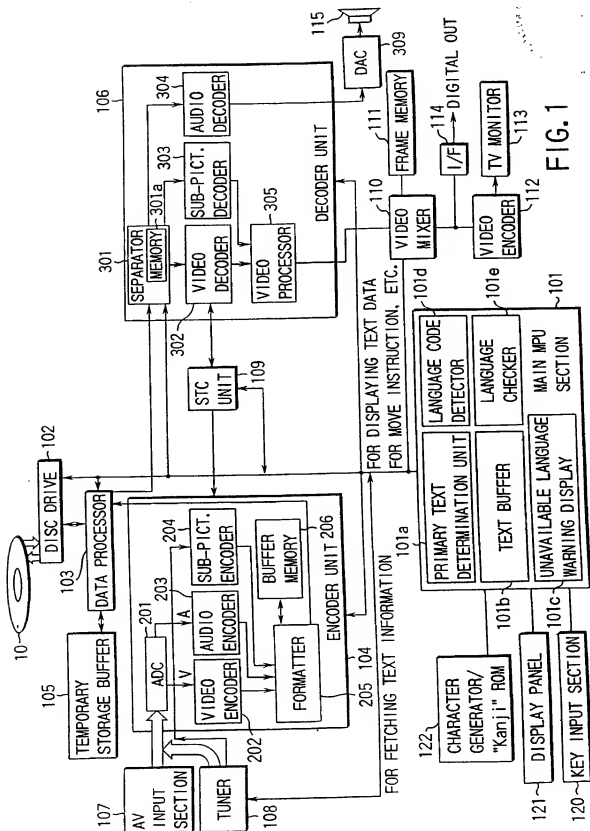 10
DISC DRIVE
102
DATA PROCESSOR
103
TEMPORARY
STORAGE BUFFER
105
AV INPUT
SECTION
107
TUNER
108
ADC
201
V
A
VIDEO
ENCODER
202
AUDIO
ENCODER
203
SUB-PICT.
ENCODER
204
FORMATTER
205
BUFFER
MEMORY
206
ENCODER UNIT
104
STC
UNIT
109
SEPARATOR
301
MEMORY
301a
VIDEO
DECODER
302
SUB-PICT.
DECODER
303
AUDIO
DECODER
304
VIDEO
PROCESSOR
305
DECODER UNIT
106
DAC
309
115
VIDEO
MIXER
110
FRAME MEMORY
111
I/F
114
DIGITAL OUT
VIDEO
ENCODER
112
TV MONITOR
113
FOR FETCHING TEXT INFORMATION
FOR DISPLAYING TEXT DATA
FOR MOVE INSTRUCTION, ETC.
PRIMARY TEXT
DETERMINATION UNIT
101a
TEXT BUFFER
101b
UNAVAILABLE LANGUAGE
WARNING DISPLAY
101c
LANGUAGE CODE
DETECTOR
101d
LANGUAGE
CHECKER
101e
MAIN MPU
SECTION
101
CHARACTER
GENERATOR/
"Kanji" ROM
122
DISPLAY PANEL
121
KEY INPUT SECTION
120
FIG. 1